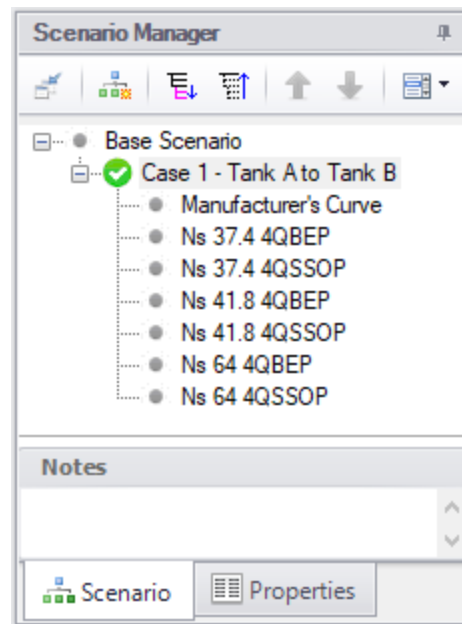 Scenario Manager
Base Scenario
Case 1 - Tank A to Tank B
Manufacturer's Curve
Ns 37.4 4QBEP
Ns 37.4 4QSSOP
Ns 41.8 4QBEP
Ns 41.8 4QSSOP
Ns 64 4QBEP
Ns 64 4QSSOP
Notes
Scenario Properties